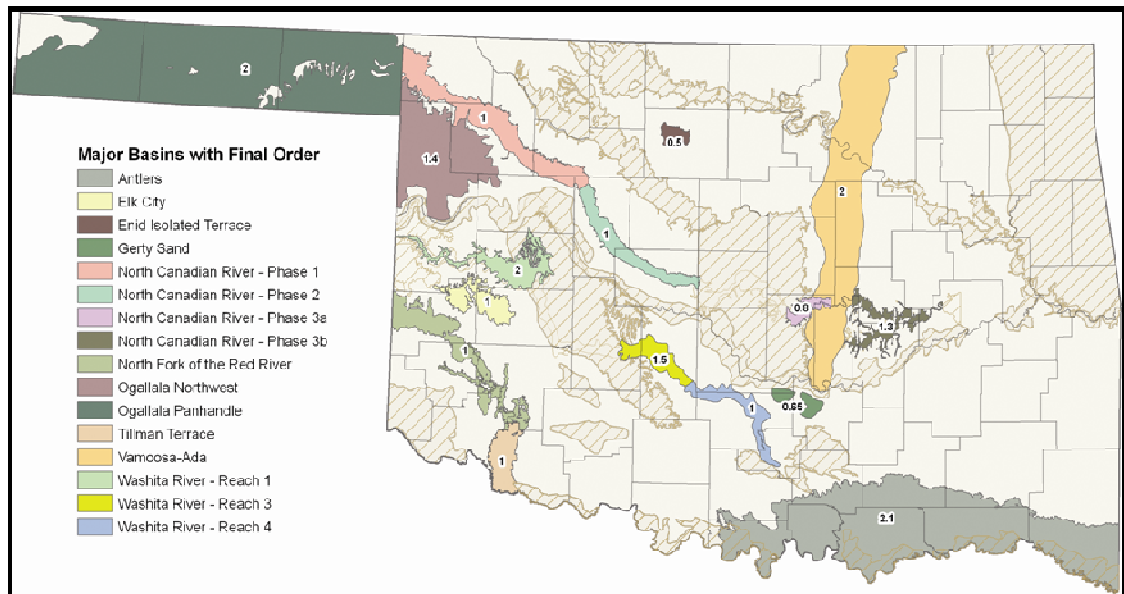 2
1
1.4
0.5
Major Basins with Final Order
Antlers
Elk City
Enid Isolated Terrace
Gerty Sand
North Canadian River - Phase 1
North Canadian River - Phase 2
North Canadian River - Phase 3a
North Canadian River - Phase 3b
North Fork of the Red River
Ogallala Northwest
Ogallala Panhandle
Tillman Terrace
Vamoosa-Ada
Washita River - Reach 1
Washita River - Reach 3
Washita River - Reach 4
2
1
2
1
1.3
1
1.5
1
0.65
1
2.1